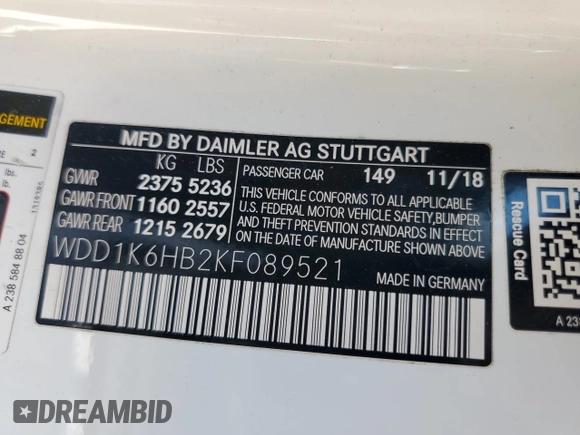 MFD BY DAIMLER AG STUTTGART
KG LBS
PASSENGER CAR 149 11/18
GVWR 2375 5236
GAWR FRONT 1160 2557
GAWR REAR 1215 2679
THIS VEHICLE CONFORMS TO ALL APPLICABLE
U.S. FEDERAL MOTOR VEHICLE SAFETY, BUMPER
AND THEFT PREVENTION STANDARDS IN EFFECT
ON THE DATE OF MANUFACTURE SHOWN ABOVE.
WDD1K6HB2KF089521
MADE IN GERMANY
A 238 584 88 04
2
lbs.
Rescue Card
DREAMBID